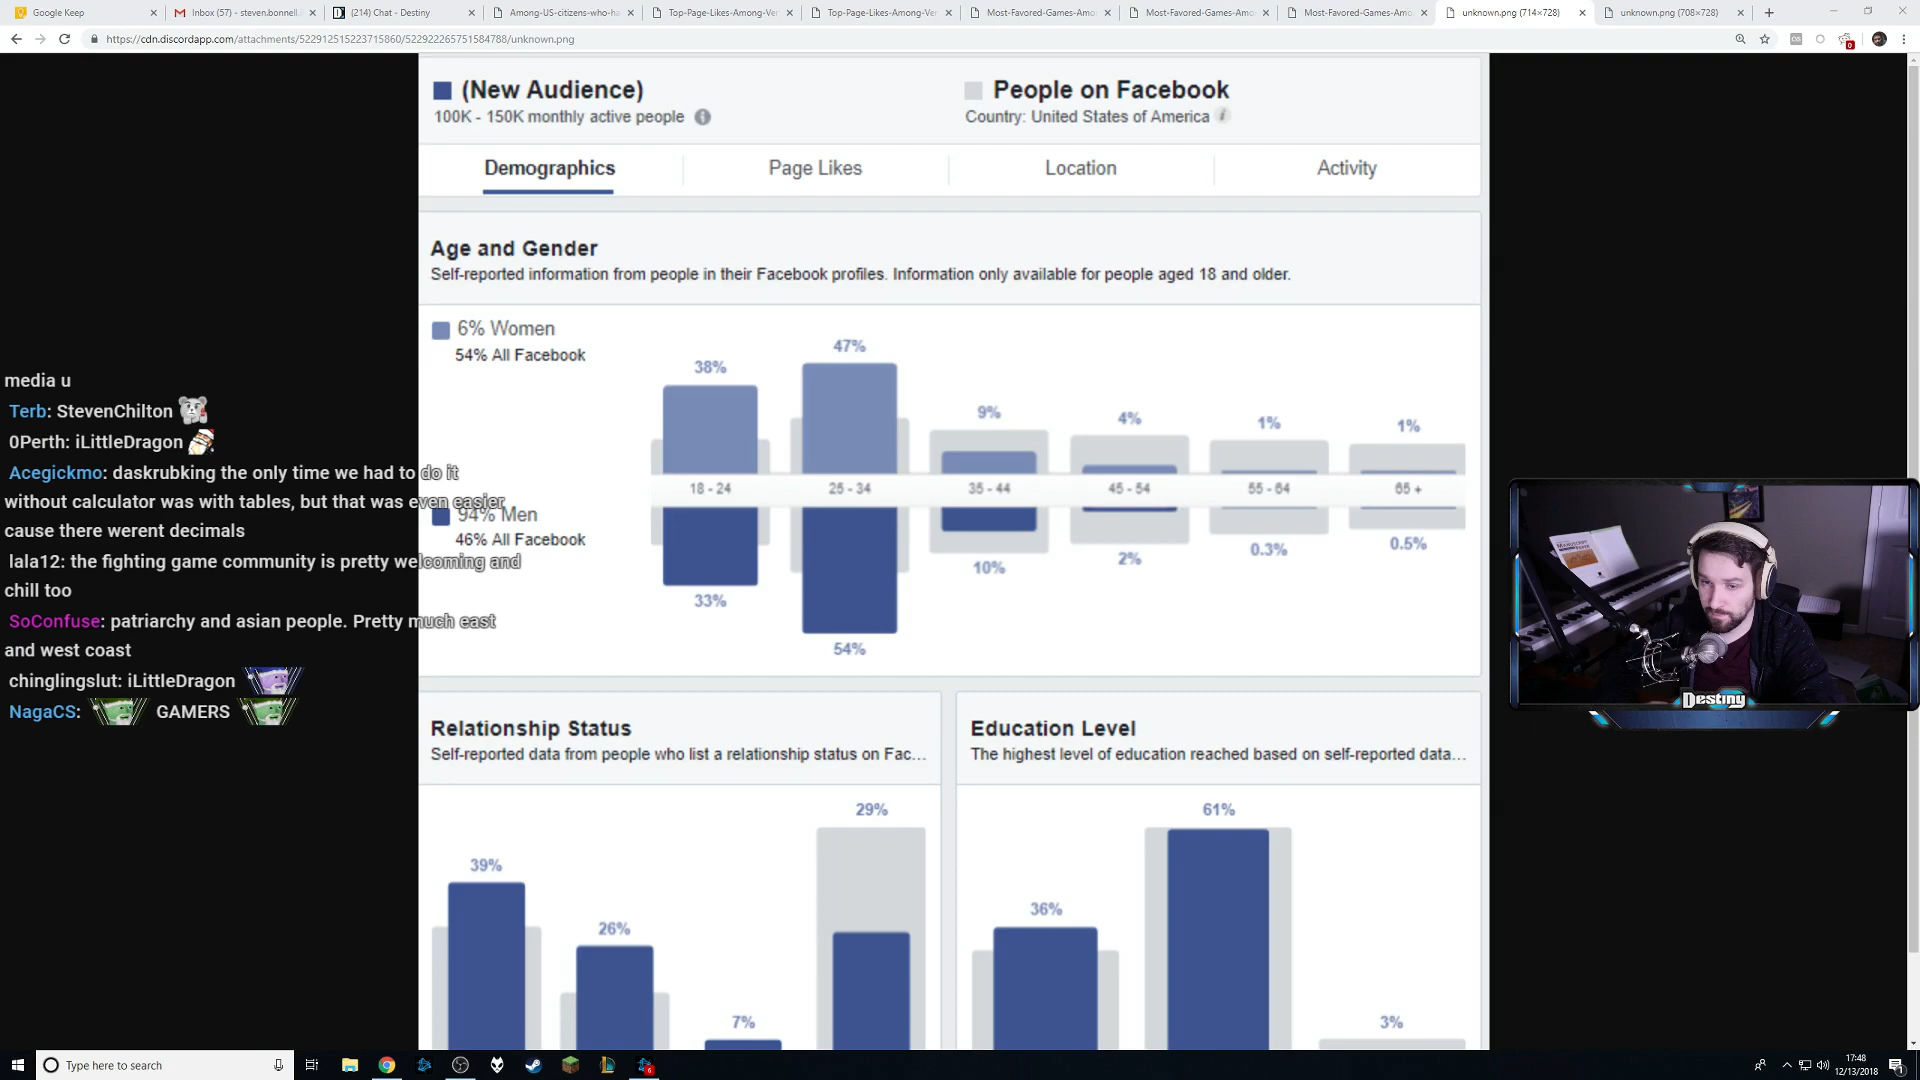 Google Keep
Inbox (57) - steven.bonnell.
(214) Chat - Destiny
Among-US-citizens-who-ha
Top-Page-Likes-Among-Ver
Top-Page-Likes-Among-Ver
Most-Favored-Games-Amo
Most-Favored-Games-Amo
Most-Favored-Games-Amo
unknown.png (714×728)
unknown.png (708×728)
https://cdn.discordapp.com/attachments/522912515223715860/522922265751584788/unknown.png
(New Audience)
100K - 150K monthly active people
People on Facebook
Country: United States of America
Demographics
Page Likes
Location
Activity
Age and Gender
Self-reported information from people in their Facebook profiles. Information only available for people aged 18 and older.
6% Women
54% All Facebook
38%
47%
9%
4%
1%
1%
18 - 24
25 - 34
35 - 44
45 - 54
55 - 64
65 +
94% Men
46% All Facebook
33%
54%
10%
2%
0.3%
0.5%
media u
Terb: StevenChilton
0Perth: iLittleDragon
Acegickmo: daskrubking the only time we had to do it
without calculator was with tables, but that was even easier
cause there werent decimals
lala12: the fighting game community is pretty welcoming and
chill too
SoConfuse: patriarchy and asian people. Pretty much east
and west coast
chinglingslut: iLittleDragon
NagaCS: GAMERS
Destiny
Relationship Status
Self-reported data from people who list a relationship status on Fac...
39%
26%
7%
29%
Education Level
The highest level of education reached based on self-reported data...
36%
61%
3%
Type here to search
17:48
12/13/2018